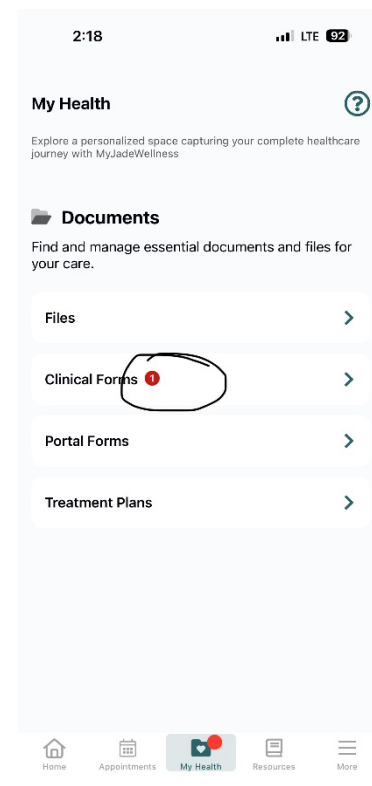 2:18 LTE 92
My Health ?
Explore a personalized space capturing your complete healthcare
journey with MyJadeWellness
Documents
Find and manage essential documents and files for
your care.
Files
Clinical Forms 1
Portal Forms
Treatment Plans
Home Appointments My Health Resources More